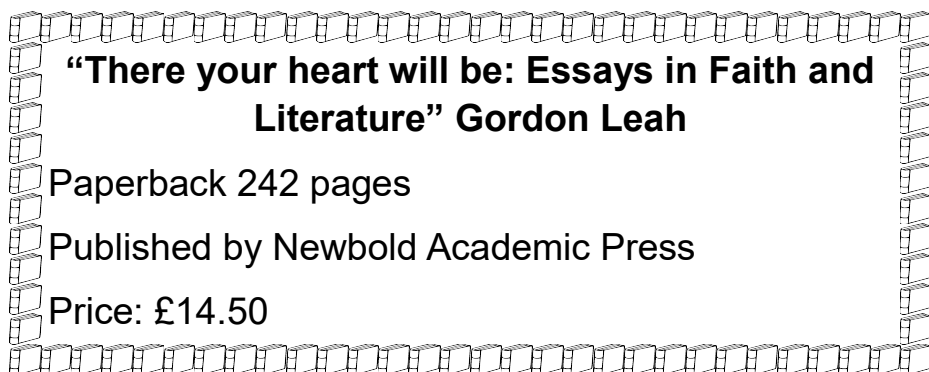 “There your heart will be: Essays in Faith and
Literature” Gordon Leah
Paperback 242 pages
Published by Newbold Academic Press
Price: £14.50